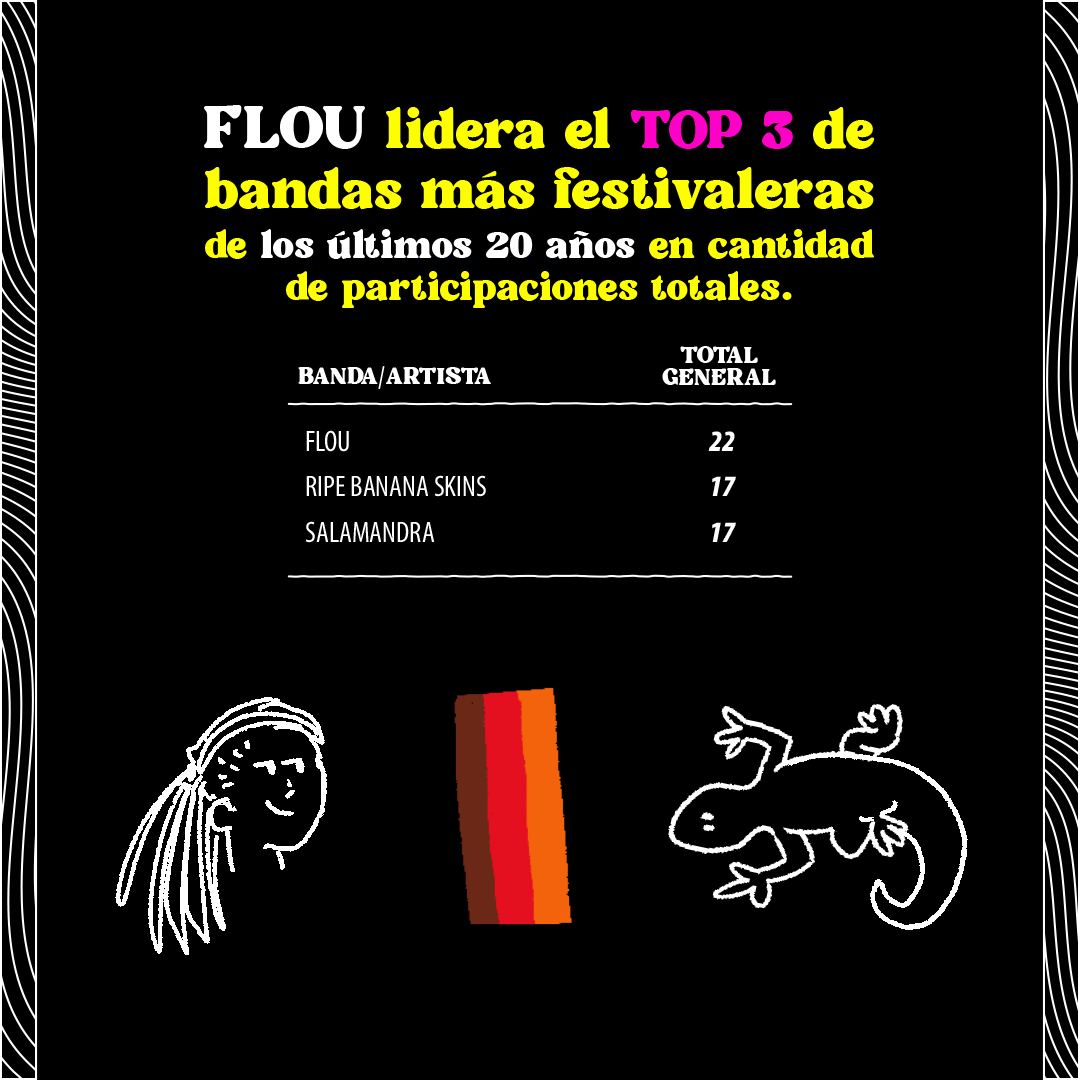 FLOU lidera el TOP 3 de
bandas más festivaleras
de los últimos 20 años en cantidad
de participaciones totales.
BANDA/ARTISTA TOTAL GENERAL
FLOU 22
RIPE BANANA SKINS 17
SALAMANDRA 17